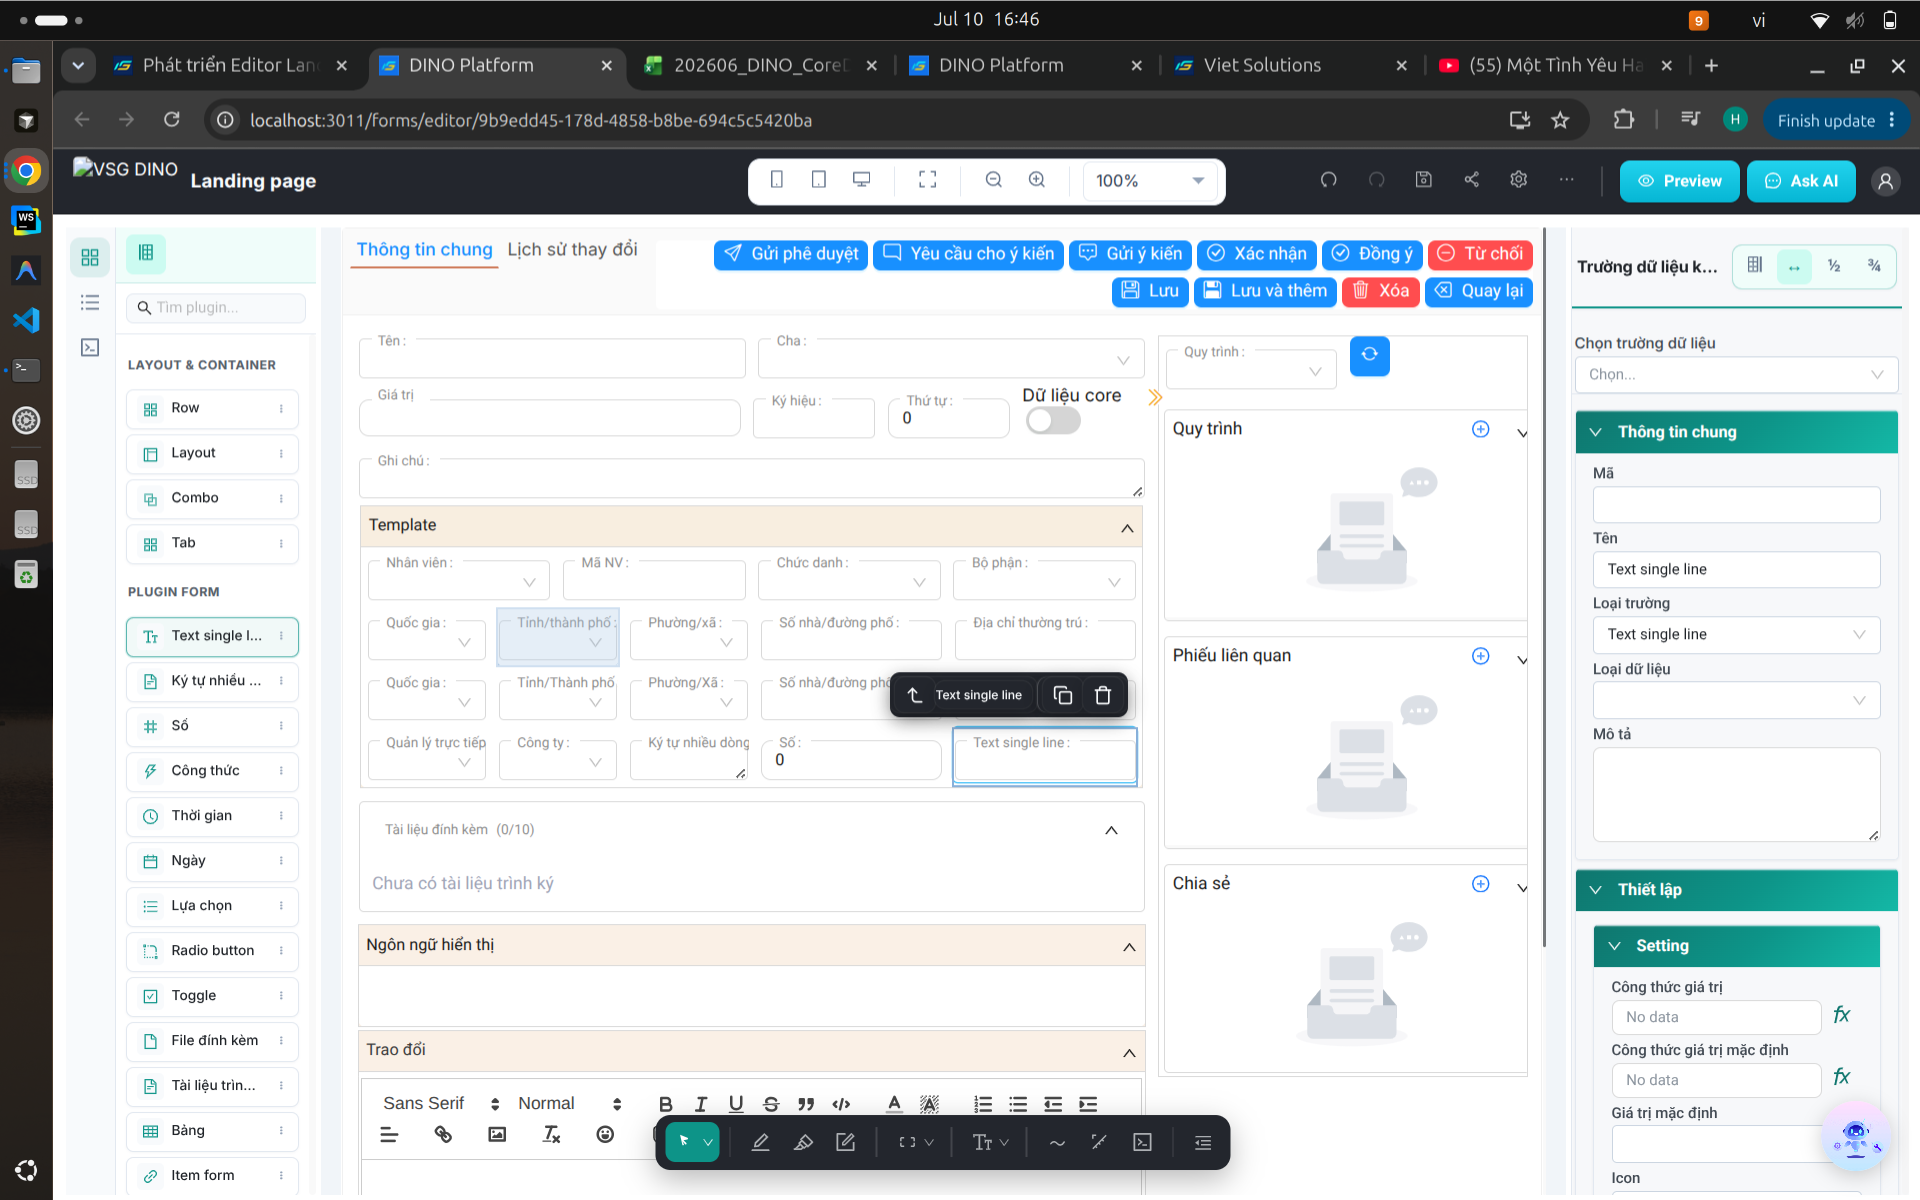 Jul 10 16:46
9
vi
Phát triển Editor Lan
DINO Platform
202606_DINO_CoreD
DINO Platform
Viet Solutions
(55) Một Tình Yêu Ha
localhost:3011/forms/editor/9b9edd45-178d-4858-b8be-694c5c5420ba
H
Finish update
VSG DINO
Landing page
100%
Preview
Ask AI
WS
SSD
SSD
Tìm plugin...
LAYOUT & CONTAINER
Row
Layout
Combo
Tab
PLUGIN FORM
Text single l...
Ký tự nhiều ...
Số
Công thức
Thời gian
Ngày
Lựa chọn
Radio button
Toggle
File đính kèm
Tài liệu trìn...
Bảng
Item form
Thông tin chung
Lịch sử thay đổi
Gửi phê duyệt
Yêu cầu cho ý kiến
Gửi ý kiến
Xác nhận
Đồng ý
Từ chối
Lưu
Lưu và thêm
Xóa
Quay lại
Tên :
Cha :
Giá trị
Ký hiệu :
Thứ tự :
0
Dữ liệu core
Ghi chú :
Template
Nhân viên :
Mã NV :
Chức danh :
Bộ phận :
Quốc gia :
Tỉnh/thành phố :
Phường/xã :
Số nhà/đường phố :
Địa chỉ thường trú :
Quốc gia :
Tỉnh/Thành phố
Phường/Xã :
Số nhà/đường phố
Text single line
Quản lý trực tiếp
Công ty :
Ký tự nhiều dòng
Số :
0
Text single line :
Tài liệu đính kèm (0/10)
Chưa có tài liệu trình ký
Ngôn ngữ hiển thị
Trao đổi
Sans Serif
Normal
Quy trình :
Quy trình
Phiếu liên quan
Chia sẻ
Trường dữ liệu k...
½
¾
Chọn trường dữ liệu
Chọn...
Thông tin chung
Mã
Tên
Text single line
Loại trường
Text single line
Loại dữ liệu
Mô tả
Thiết lập
Setting
Công thức giá trị
No data
fx
Công thức giá trị mặc định
No data
fx
Giá trị mặc định
Icon